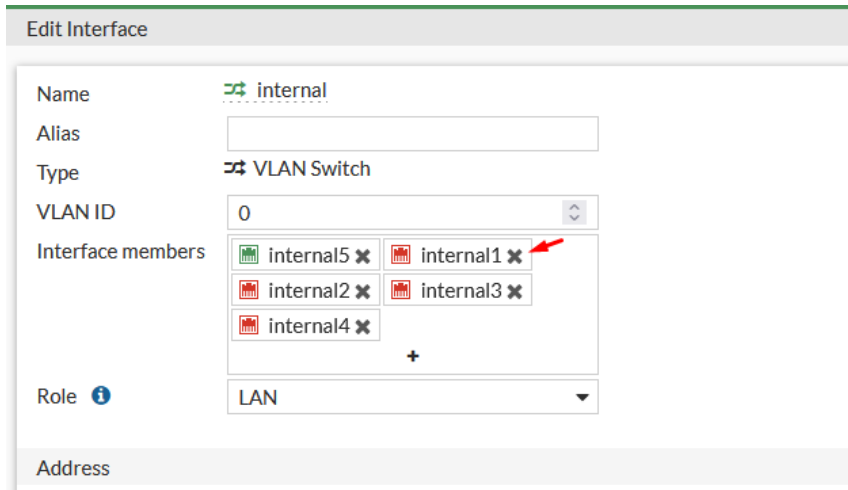 Edit Interface
Name internal
Alias
Type VLAN Switch
VLAN ID 0
Interface members internal5 internal1
internal2 internal3
internal4
Role LAN
Address